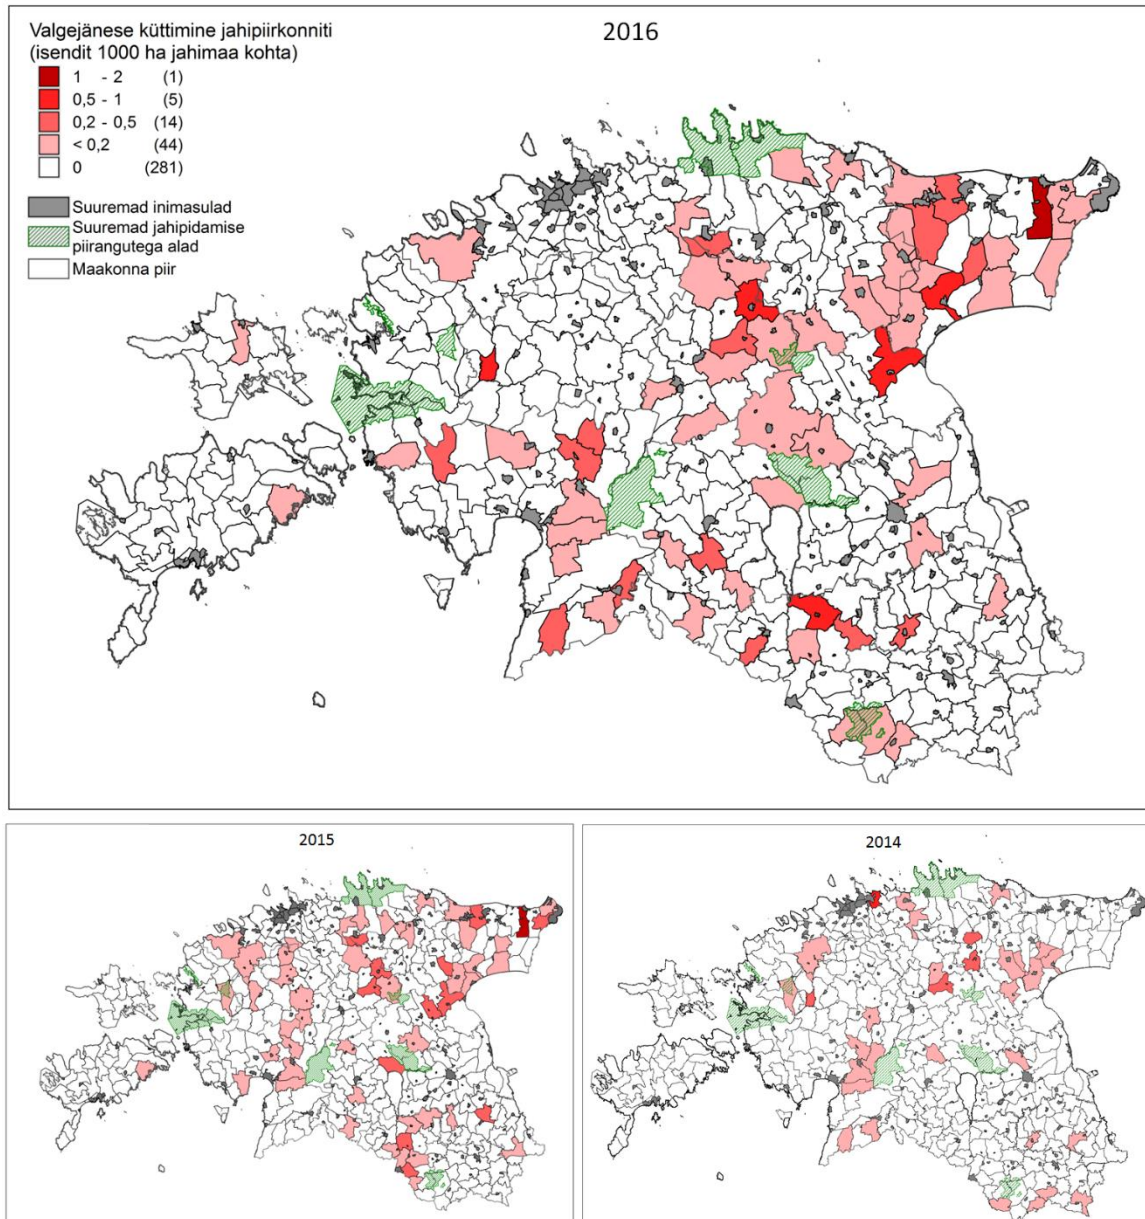 Valgejänese küttimine jahipiirkonniti
(isendit 1000 ha jahimaa kohta)
2016
1 - 2 (1)
0,5 - 1 (5)
0,2 - 0,5 (14)
< 0,2 (44)
0 (281)
Suuremad inimasulad
Suuremad jahipidamise
piirangutega alad
Maakonna piir
2015
2014